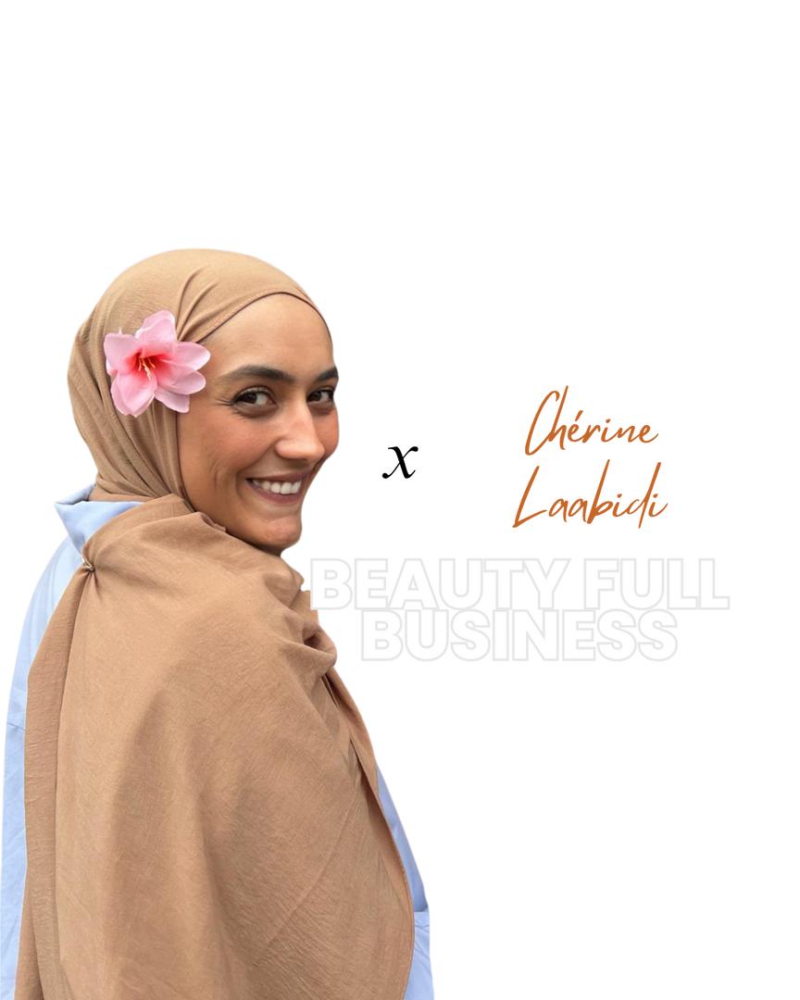 x
Chérine
Laabidi
BEAUTY FULL
BUSINESS